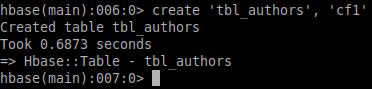 hbase(main):006:0> create 'tbl_authors', 'cf1'
Created table tbl_authors
Took 0.6873 seconds
=> Hbase::Table - tbl_authors
hbase(main):007:0>